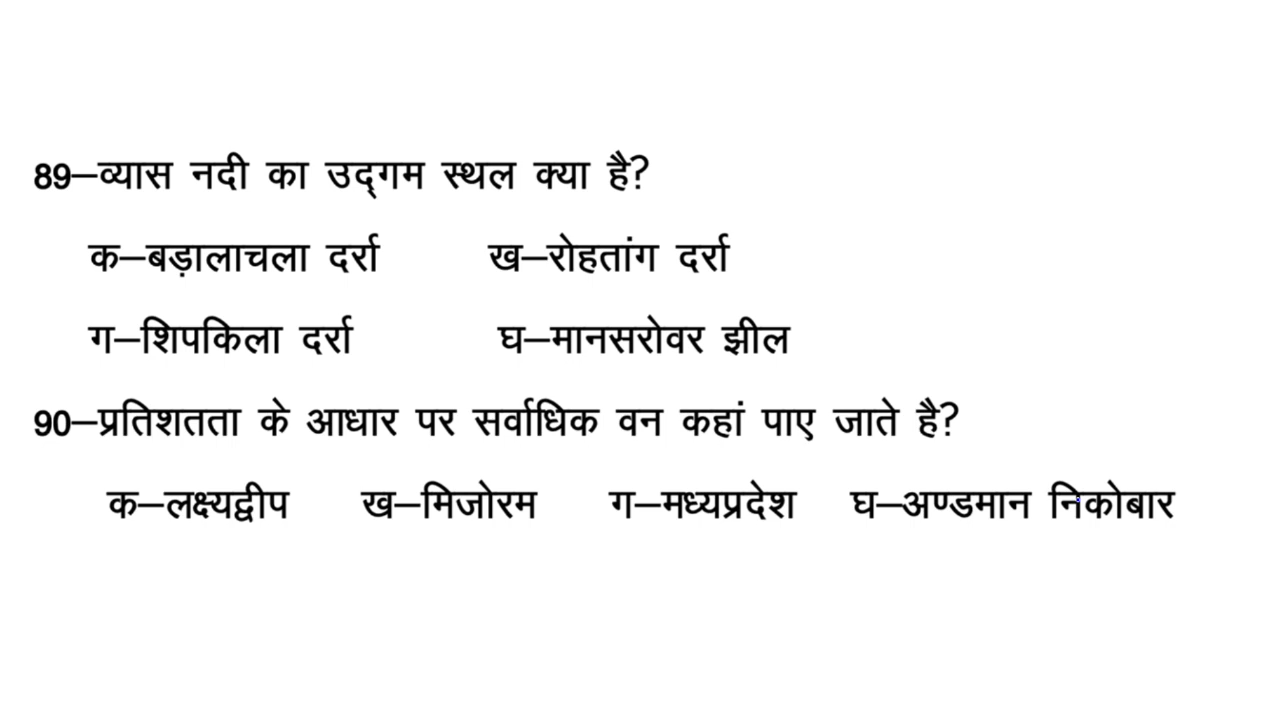 89–व्यास नदी का उद्गम स्थल क्या है?
क–बड़ालाचला दर्रा ख–रोहतांग दर्रा
ग–शिपकिला दर्रा घ–मानसरोवर झील
90–प्रतिशतता के आधार पर सर्वाधिक वन कहां पाए जाते है?
क–लक्ष्यद्वीप ख–मिजोरम ग–मध्यप्रदेश घ–अण्डमान निकोबार